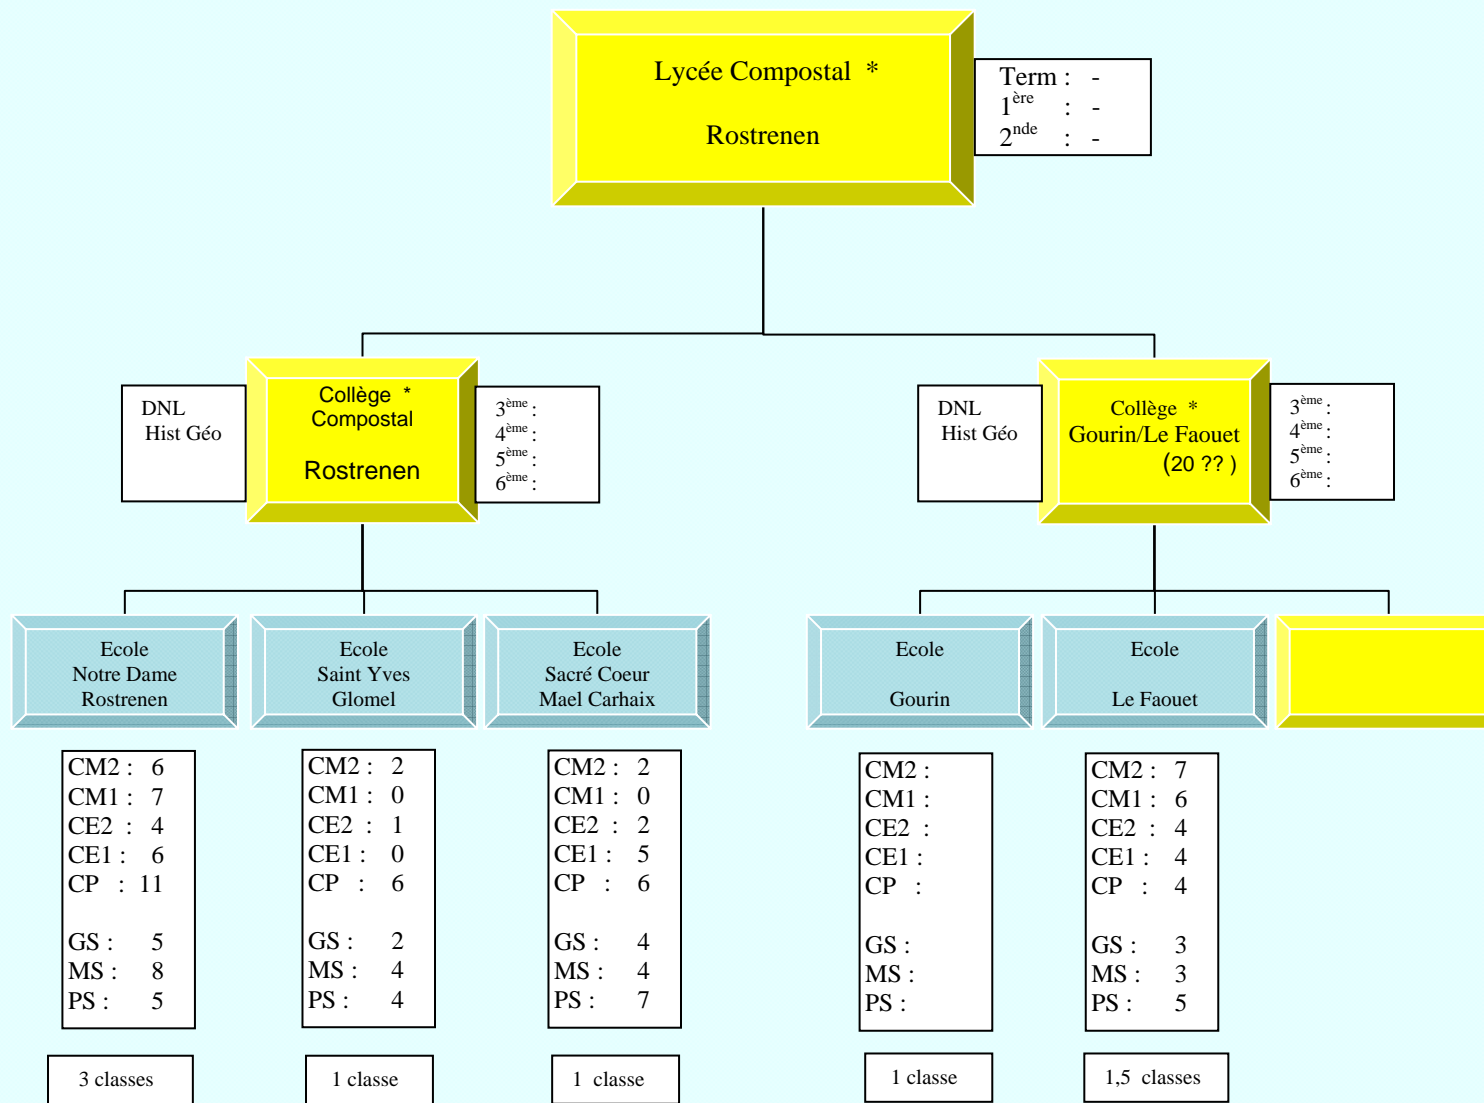 Lycée Compostal *
Rostrenen
Term : -
1ère : -
2nde : -
DNL
Hist Géo
Collège *
Compostal
Rostrenen
3ème :
4ème :
5ème :
6ème :
DNL
Hist Géo
Collège *
Gourin/Le Faouet
(20 ?? )
3ème :
4ème :
5ème :
6ème :
Ecole
Notre Dame
Rostrenen
Ecole
Saint Yves
Glomel
Ecole
Sacré Coeur
Mael Carhaix
Ecole
Gourin
Ecole
Le Faouet
CM2 : 6
CM1 : 7
CE2 : 4
CE1 : 6
CP : 11
GS : 5
MS : 8
PS : 5
CM2 : 2
CM1 : 0
CE2 : 1
CE1 : 0
CP : 6
GS : 2
MS : 4
PS : 4
CM2 : 2
CM1 : 0
CE2 : 2
CE1 : 5
CP : 6
GS : 4
MS : 4
PS : 7
CM2 :
CM1 :
CE2 :
CE1 :
CP :
GS :
MS :
PS :
CM2 : 7
CM1 : 6
CE2 : 4
CE1 : 4
CP : 4
GS : 3
MS : 3
PS : 5
3 classes
1 classe
1 classe
1 classe
1,5 classes